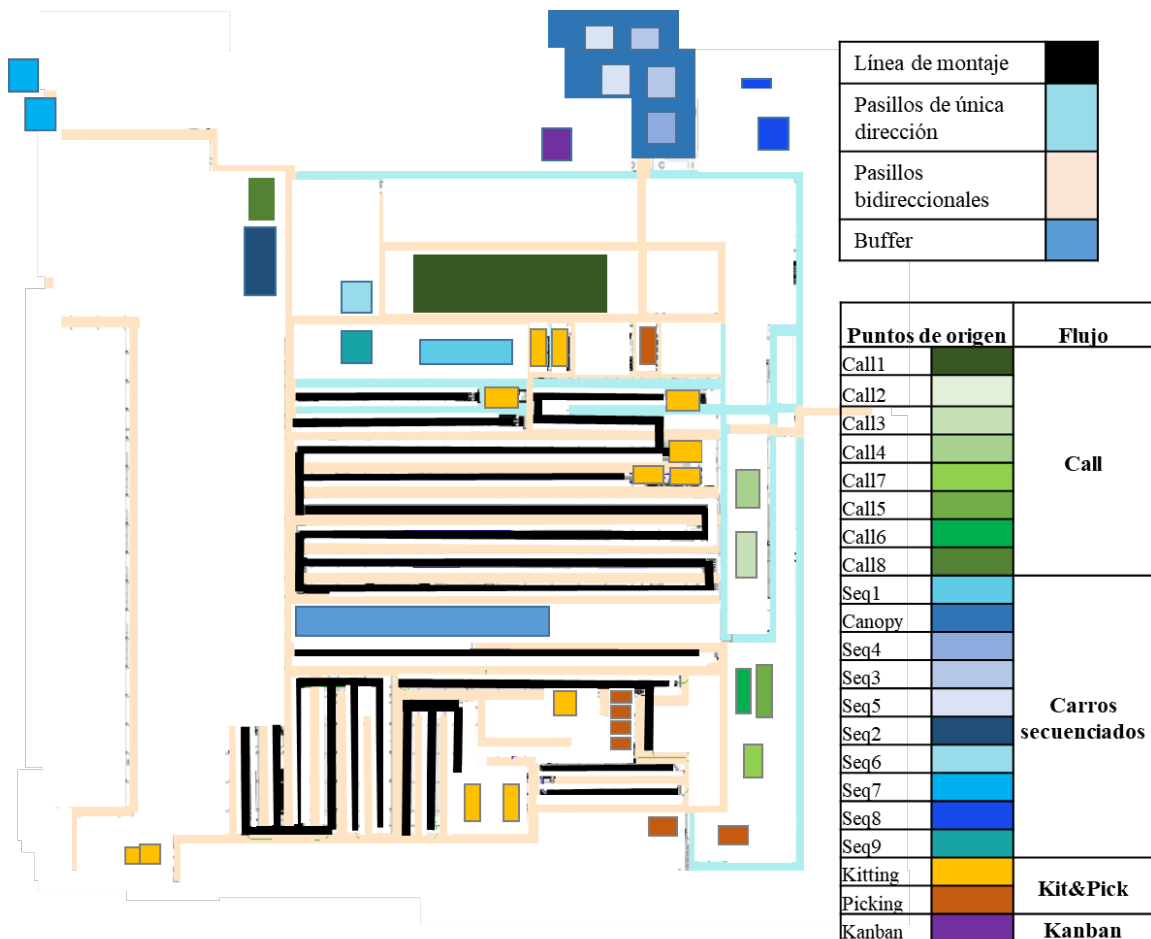 Línea de montaje
Pasillos de única
dirección
Pasillos
bidireccionales
Buffer
Puntos de origen Flujo
Call1
Call2
Call3
Call4
Call7
Call5
Call6
Call8
Call
Seq1
Canopy
Seq4
Seq3
Seq5
Seq2
Seq6
Seq7
Seq8
Seq9
Carros
secuenciados
Kitting
Picking
Kit&Pick
Kanban Kanban